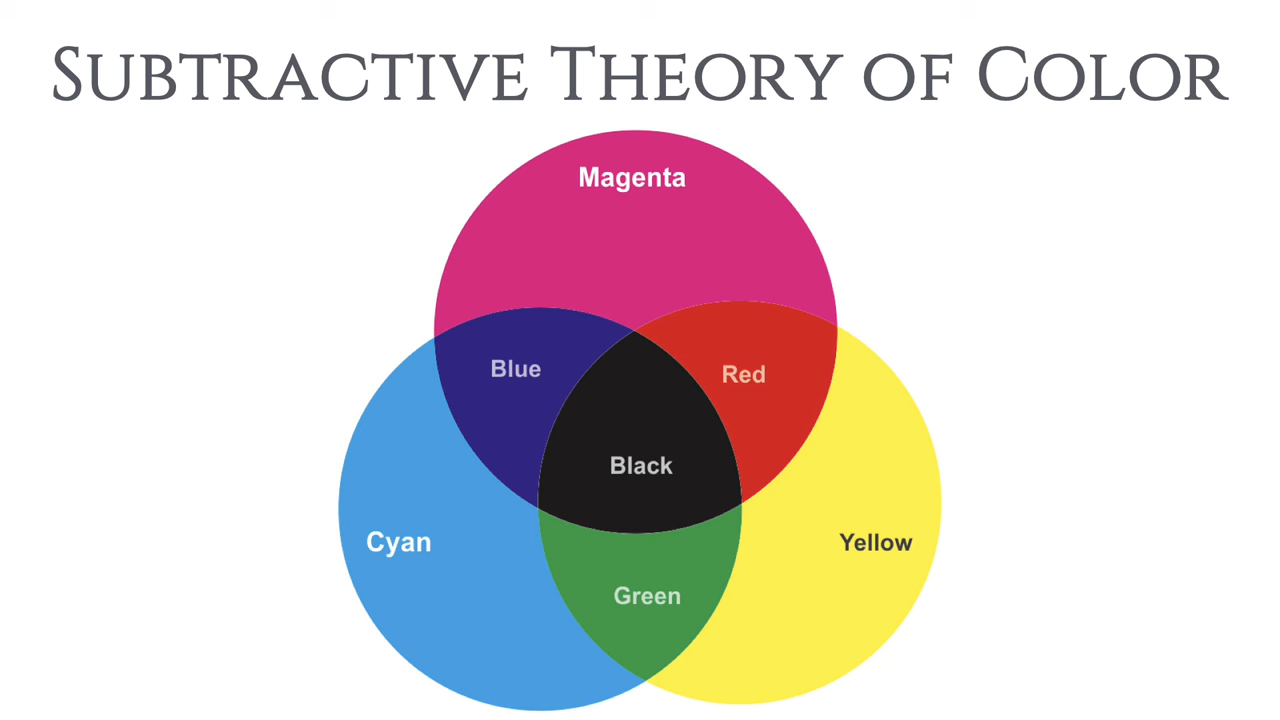 Subtractive Theory of Color
Magenta
Blue
Red
Black
Cyan
Yellow
Green